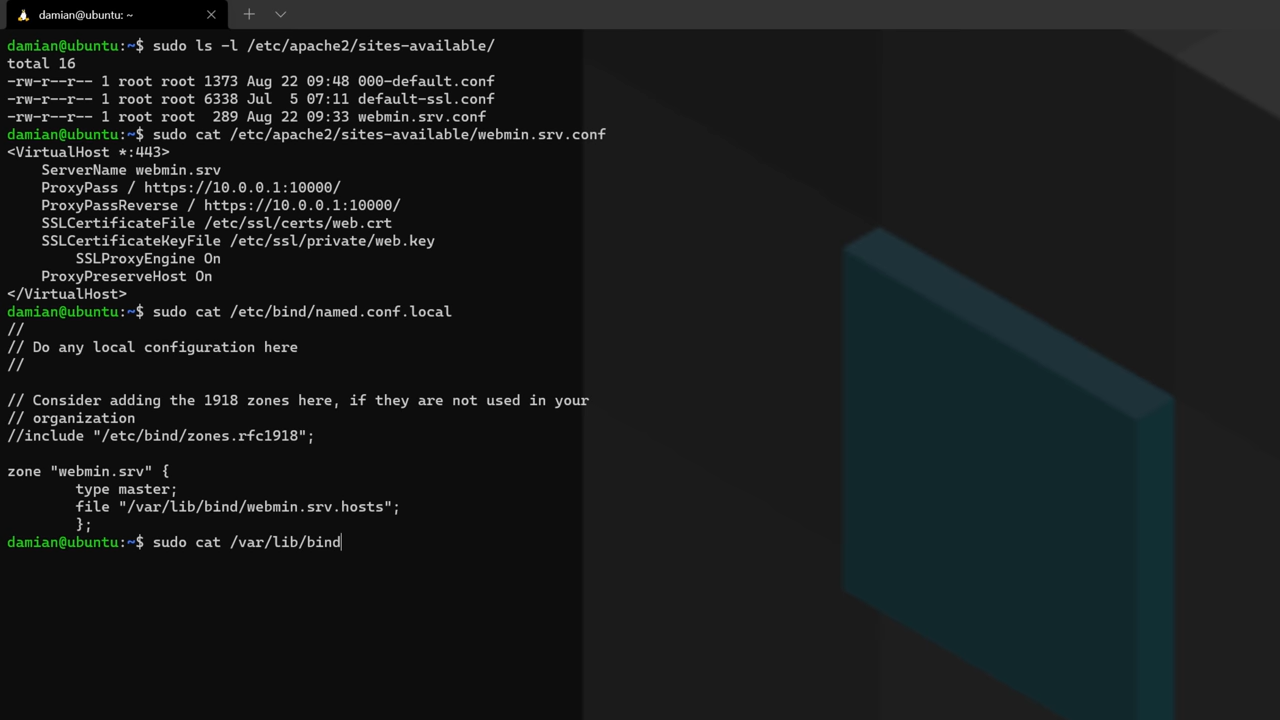 damian@ubuntu: ~
damian@ubuntu:~$ sudo ls -l /etc/apache2/sites-available/
total 16
-rw-r--r-- 1 root root 1373 Aug 22 09:48 000-default.conf
-rw-r--r-- 1 root root 6338 Jul  5 07:11 default-ssl.conf
-rw-r--r-- 1 root root  289 Aug 22 09:33 webmin.srv.conf
damian@ubuntu:~$ sudo cat /etc/apache2/sites-available/webmin.srv.conf
<VirtualHost *:443>
    ServerName webmin.srv
    ProxyPass / https://10.0.0.1:10000/
    ProxyPassReverse / https://10.0.0.1:10000/
    SSLCertificateFile /etc/ssl/certs/web.crt
    SSLCertificateKeyFile /etc/ssl/private/web.key
        SSLProxyEngine On
    ProxyPreserveHost On
</VirtualHost>
damian@ubuntu:~$ sudo cat /etc/bind/named.conf.local
//
// Do any local configuration here
//

// Consider adding the 1918 zones here, if they are not used in your
// organization
//include "/etc/bind/zones.rfc1918";

zone "webmin.srv" {
        type master;
        file "/var/lib/bind/webmin.srv.hosts";
        };
damian@ubuntu:~$ sudo cat /var/lib/bind